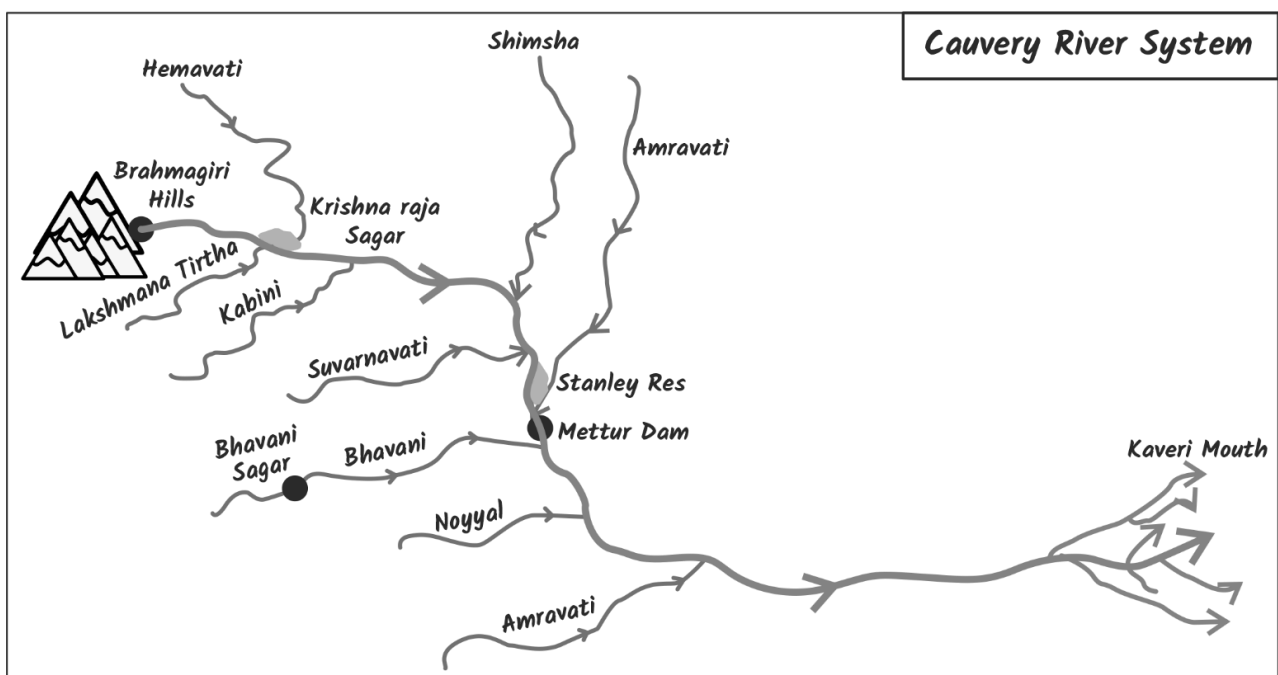 Cauvery River System
Shimsha
Hemavati
Amravati
Brahmagiri
Hills
Krishna raja
Sagar
Lakshmana Tirtha
Kabini
Suvarnavati
Stanley Res
Mettur Dam
Bhavani
Sagar
Bhavani
Kaveri Mouth
Noyyal
Amravati